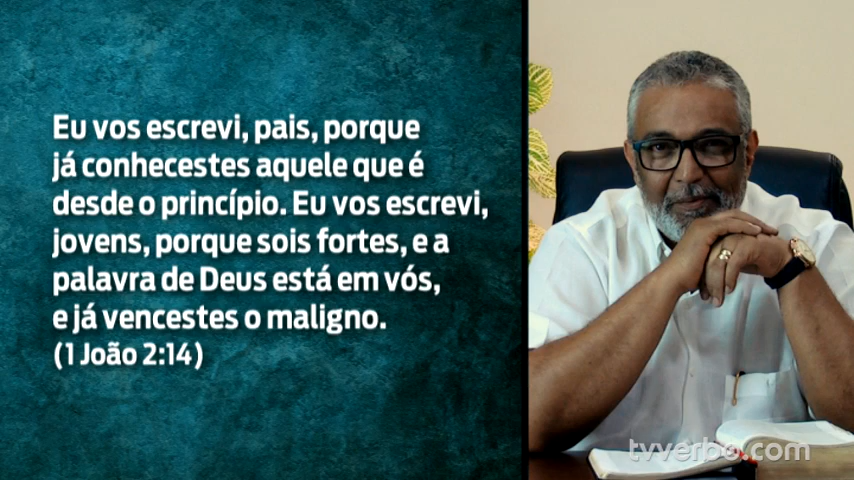 Eu vos escrevi, pais, porque
já conhecestes aquele que é
desde o princípio. Eu vos escrevi,
jovens, porque sois fortes, e a
palavra de Deus está em vós,
e já vencestes o maligno.
(1 João 2:14)
tvverbo.com